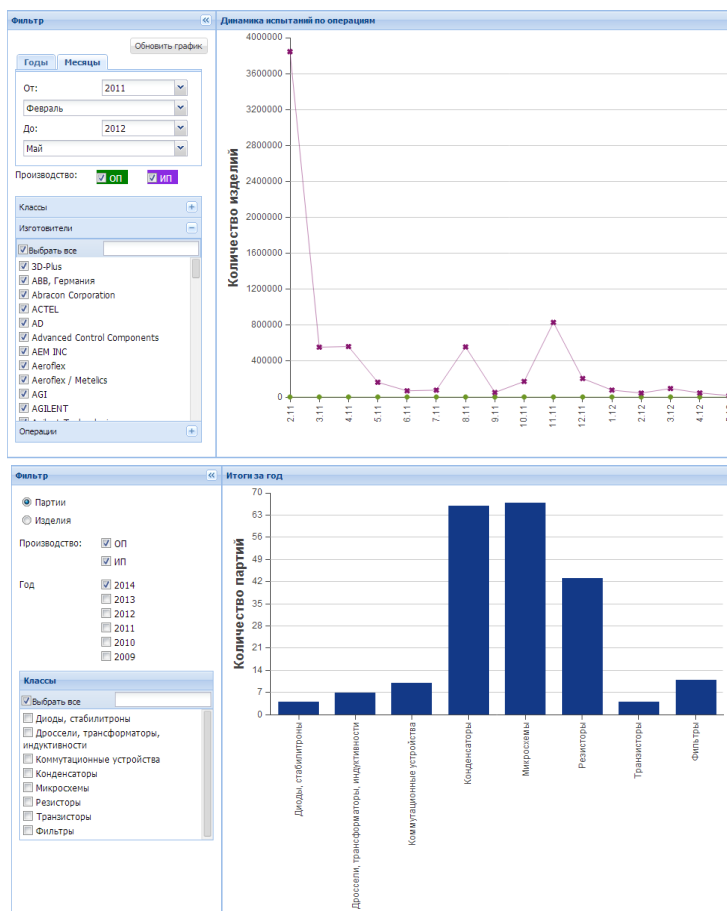 Фильтр
Обновить график
Годы Месяцы
От: 2011
Февраль
До: 2012
Май
Производство: ОП ИП
Классы
Изготовители
Выбрать все
3D-Plus
ABB, Германия
Abracon Corporation
ACTEL
AD
Advanced Control Components
AEM INC
Aeroflex
Aeroflex / Metelics
AGI
AGILENT
Операции
Динамика испытаний по операциям
Количество изделий
4000000
3600000
3200000
2800000
2400000
2000000
1600000
1200000
800000
400000
0
2.11 3.11 4.11 5.11 6.11 7.11 8.11 9.11 10.11 11.11 12.11 1.12 2.12 3.12 4.12
Фильтр
Партии
Изделия
Производство: ОП
ИП
Год 2014
2013
2012
2011
2010
2009
Классы
Выбрать все
Диоды, стабилитроны
Дроссели, трансформаторы,
индуктивности
Коммутационные устройства
Конденсаторы
Микросхемы
Резисторы
Транзисторы
Фильтры
Итоги за год
Количество партий
70
63
56
49
42
35
28
21
14
7
0
Диоды, стабилитроны
Дроссели, трансформаторы, индуктивности
Коммутационные устройства
Конденсаторы
Микросхемы
Резисторы
Транзисторы
Фильтры